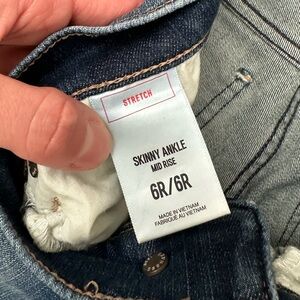 STRETCH
SKINNY ANKLE
MID RISE
6R/6R
MADE IN VIETNAM
FABRIQUÉ AU VIETNAM